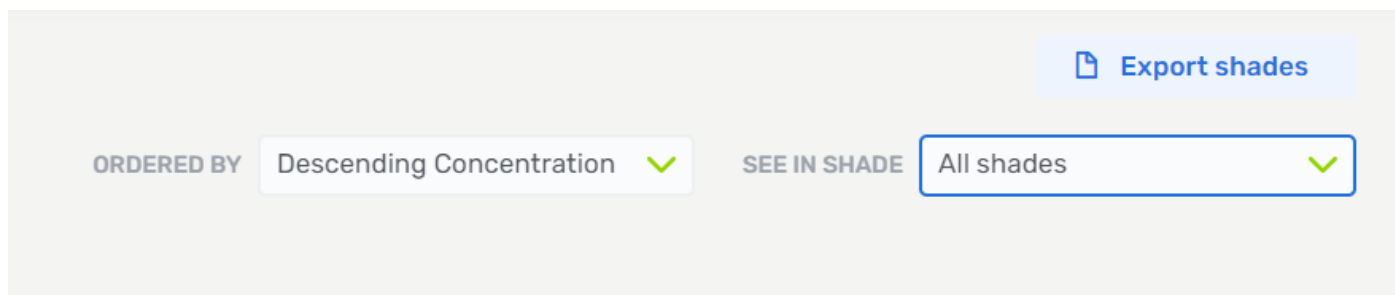 Export shades
ORDERED BY Descending Concentration SEE IN SHADE All shades